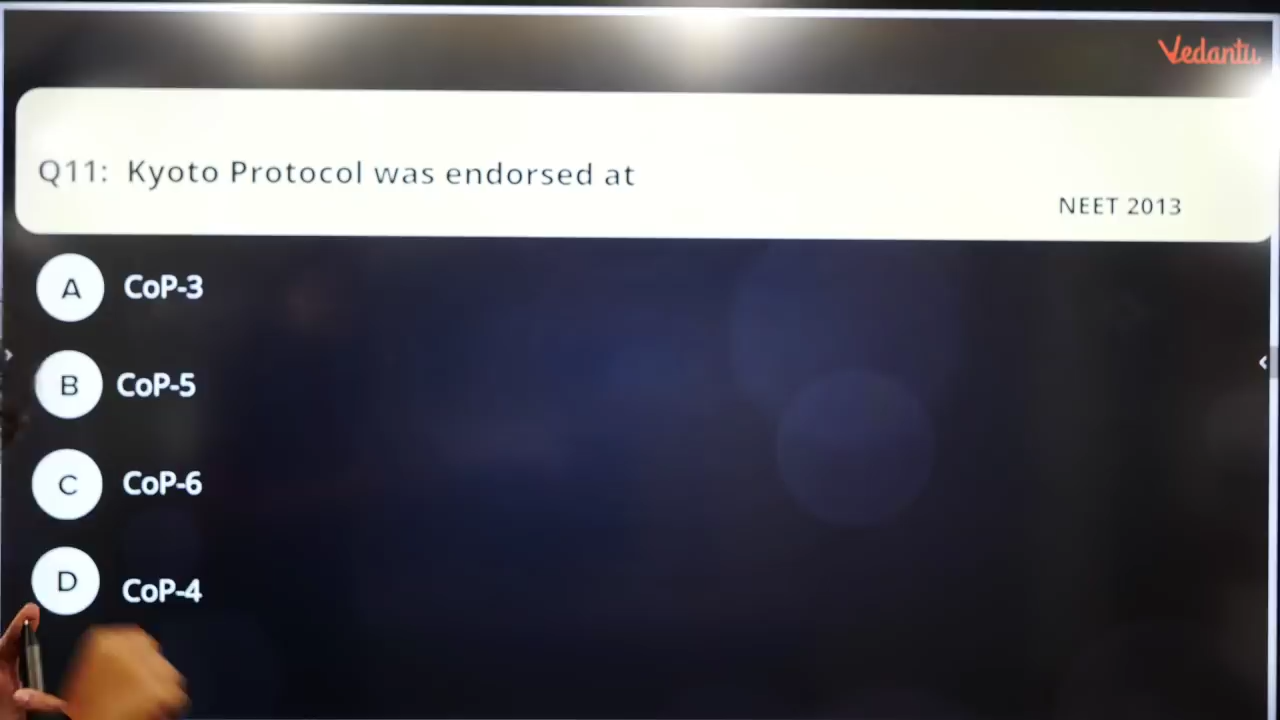 Vedantu
Q11: Kyoto Protocol was endorsed at
NEET 2013
A CoP-3
B CoP-5
C CoP-6
D CoP-4